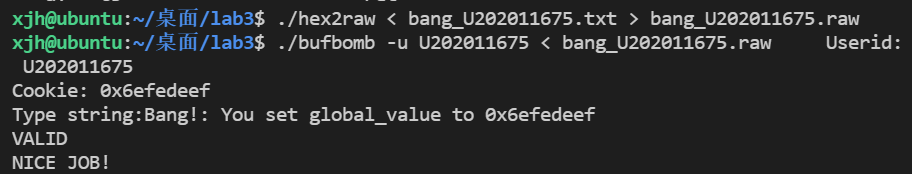 xjh@ubuntu:~/桌面/lab3$ ./hex2raw < bang_U202011675.txt > bang_U202011675.raw
xjh@ubuntu:~/桌面/lab3$ ./bufbomb -u U202011675 < bang_U202011675.raw     Userid:
 U202011675
Cookie: 0x6efedeef
Type string:Bang!: You set global_value to 0x6efedeef
VALID
NICE JOB!